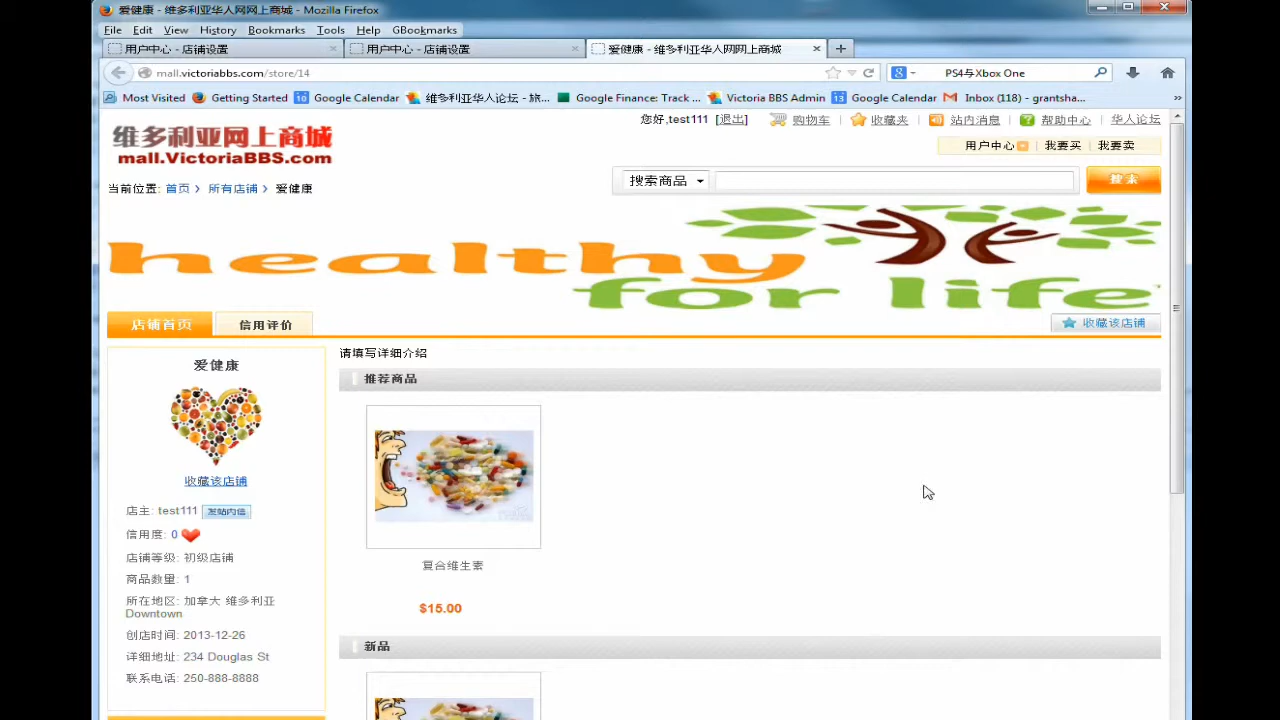 爱健康 - 维多利亚华人网网上商城 - Mozilla Firefox
File Edit View History Bookmarks Tools Help GBookmarks
用户中心 - 店铺设置 × 用户中心 - 店铺设置 × 爱健康 - 维多利亚华人网网上商城 × +
mall.victoriabbs.com/store/14 PS4与Xbox One
Most Visited Getting Started Google Calendar 维多利亚华人论坛 - 旅... Google Finance: Track ... Victoria BBS Admin Google Calendar Inbox (118) - grantsha... »
您好,test111 [退出] 购物车 收藏夹 站内消息 帮助中心 华人论坛
维多利亚网上商城
mall.VictoriaBBS.com
用户中心 我要买 我要卖
当前位置: 首页 > 所有店铺 > 爱健康
搜索商品 搜索
healthy
for life
店铺首页 信用评价 收藏该店铺
爱健康
收藏该店铺
店主: test111 发站内信
信用度: 0
店铺等级: 初级店铺
商品数量: 1
所在地区: 加拿大 维多利亚
Downtown
创店时间: 2013-12-26
详细地址: 234 Douglas St
联系电话: 250-888-8888
请填写详细介绍
推荐商品
复合维生素
$15.00
新品